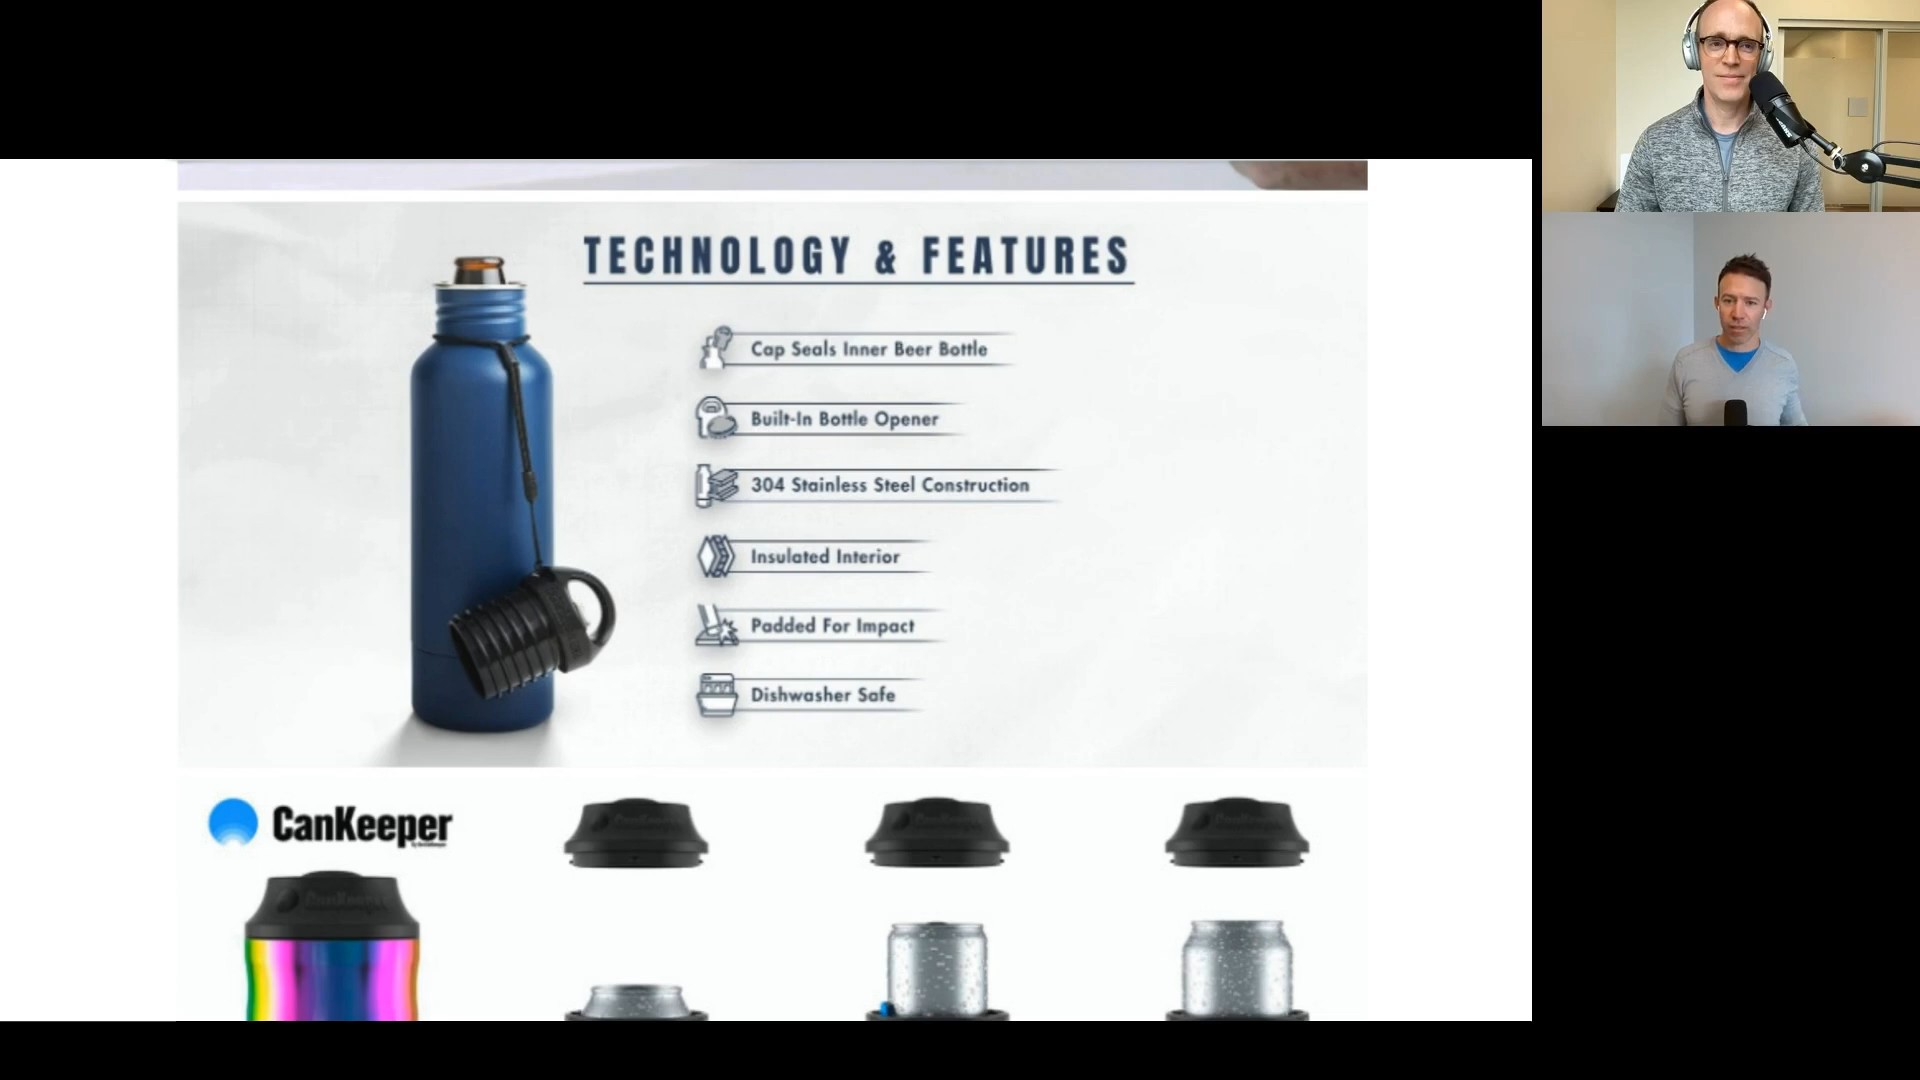 TECHNOLOGY & FEATURES
Cap Seals Inner Beer Bottle
Built-In Bottle Opener
304 Stainless Steel Construction
Insulated Interior
Padded For Impact
Dishwasher Safe
CanKeeper